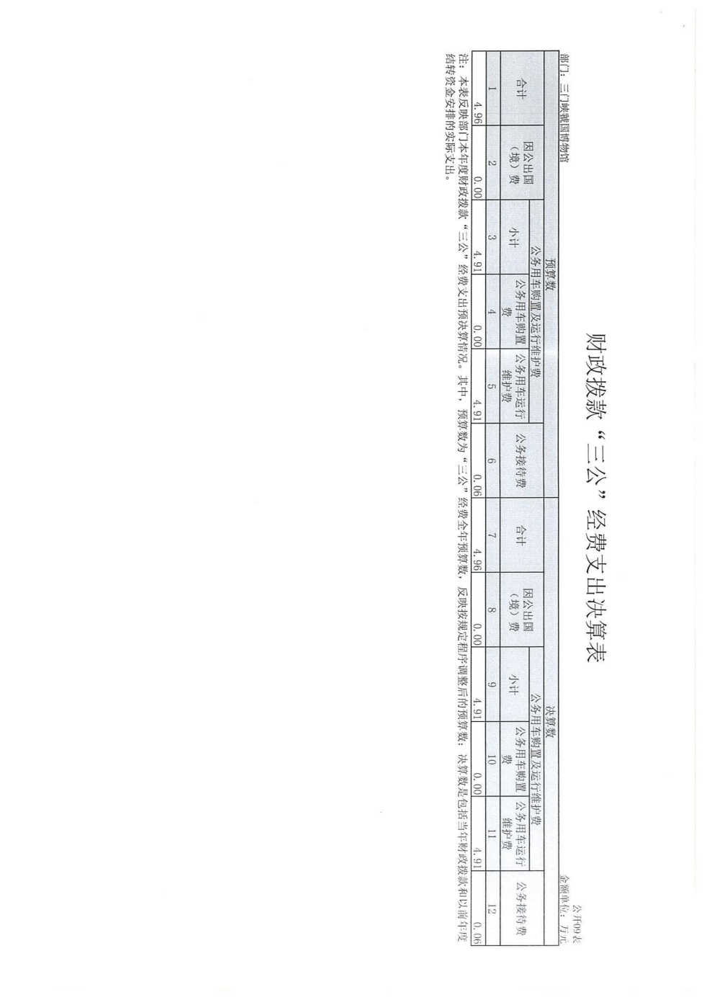 财政拨款“三公”经费支出决算表
公开09表
部门：三门峡虢国博物馆 金额单位：万元
预算数 决算数
合计 因公出国（境）费 公务用车购置及运行维护费 公务接待费 合计 因公出国（境）费 公务用车购置及运行维护费 公务接待费
小计 公务用车购置费 公务用车运行维护费 小计 公务用车购置费 公务用车运行维护费
1 2 3 4 5 6 7 8 9 10 11 12
4.96 0.00 4.91 0.00 4.91 0.06 4.96 0.00 4.91 0.00 4.91 0.06
注：本表反映部门本年度财政拨款“三公”经费支出预决算情况。其中，预算数为“三公”经费全年预算数，反映按规定程序调整后的预算数；决算数是包括当年财政拨款和以前年度
结转资金安排的实际支出。